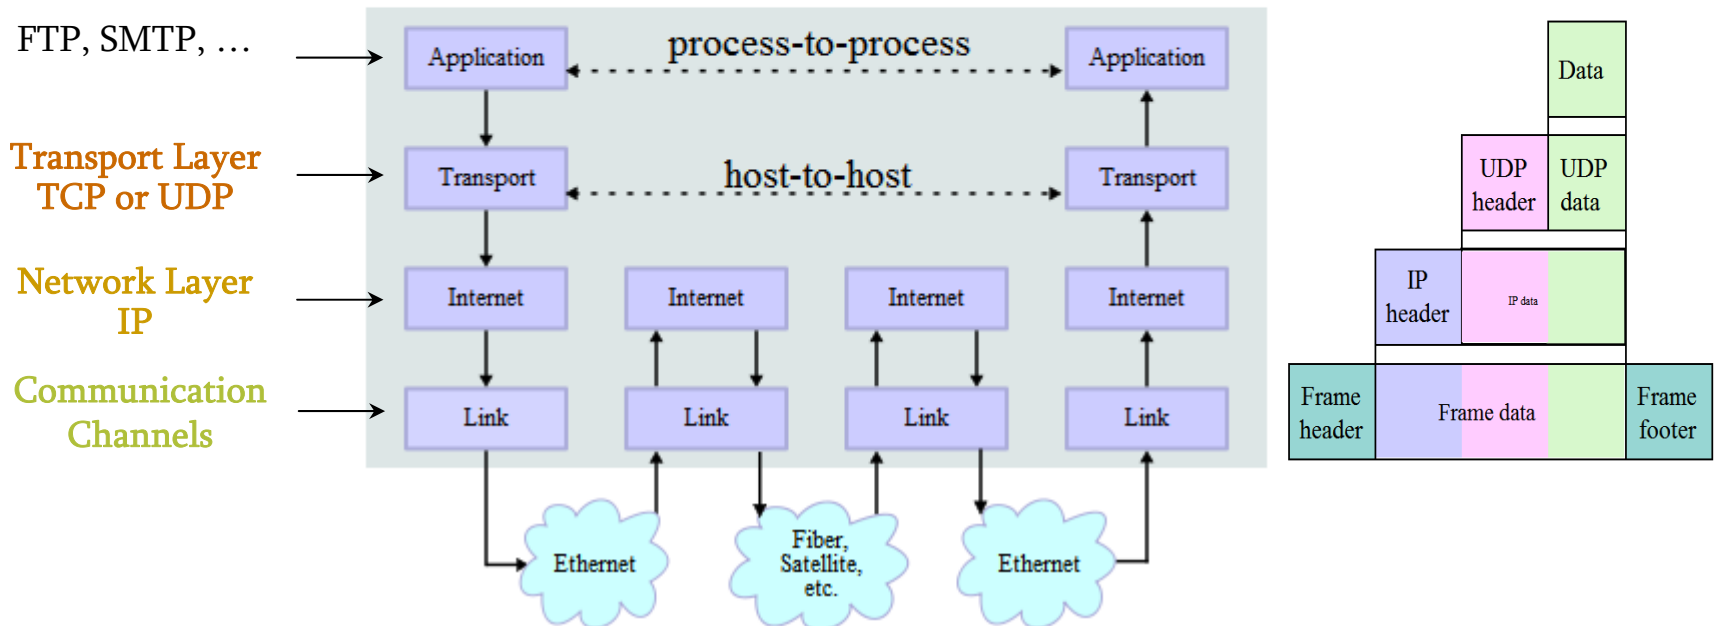 FTP, SMTP, …
Transport Layer
TCP or UDP
Network Layer
IP
Communication
Channels
Application
process-to-process
Application
Transport
host-to-host
Transport
Internet
Internet
Internet
Internet
Link
Link
Link
Link
Ethernet
Fiber,
Satellite,
etc.
Ethernet
Data
UDP
header
UDP
data
IP
header
IP data
Frame
header
Frame data
Frame
footer